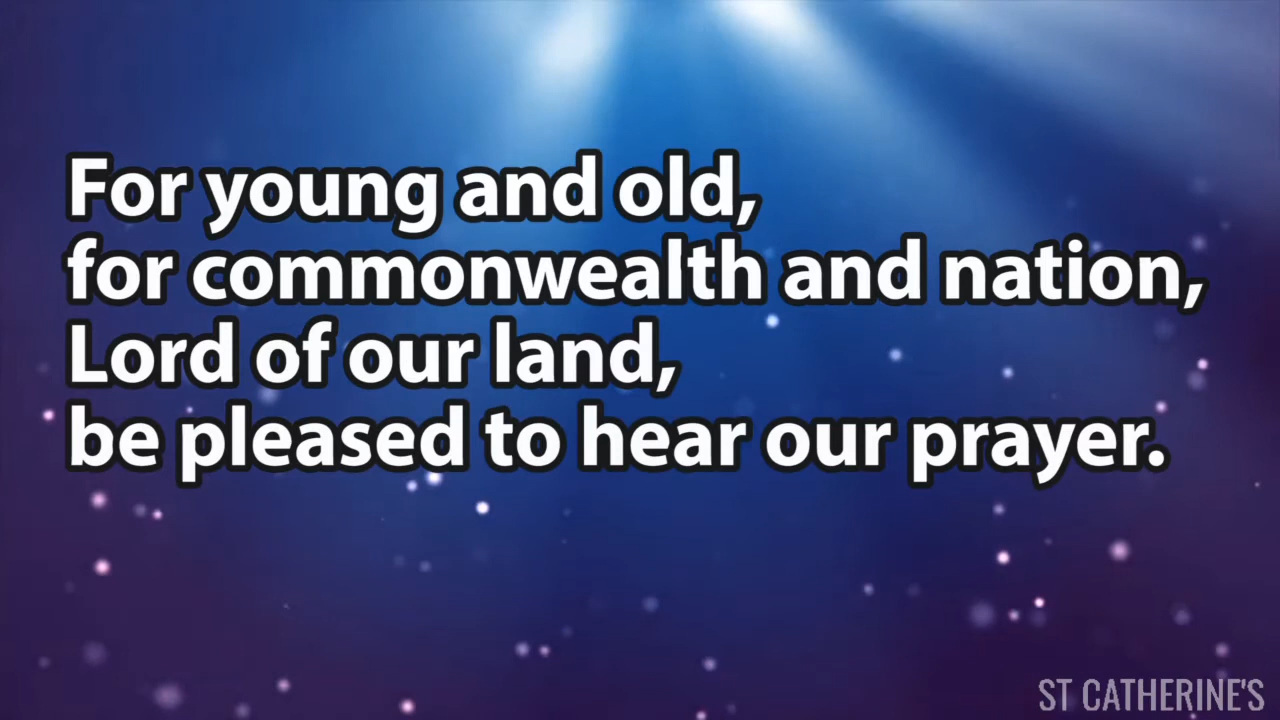 For young and old,
for commonwealth and nation,
Lord of our land,
be pleased to hear our prayer.
ST CATHERINE'S